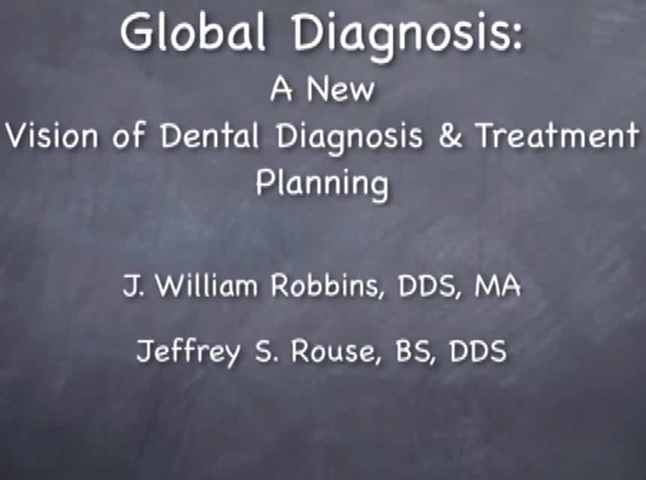 Global Diagnosis:
A New
Vision of Dental Diagnosis & Treatment
Planning
J. William Robbins, DDS, MA
Jeffrey S. Rouse, BS, DDS